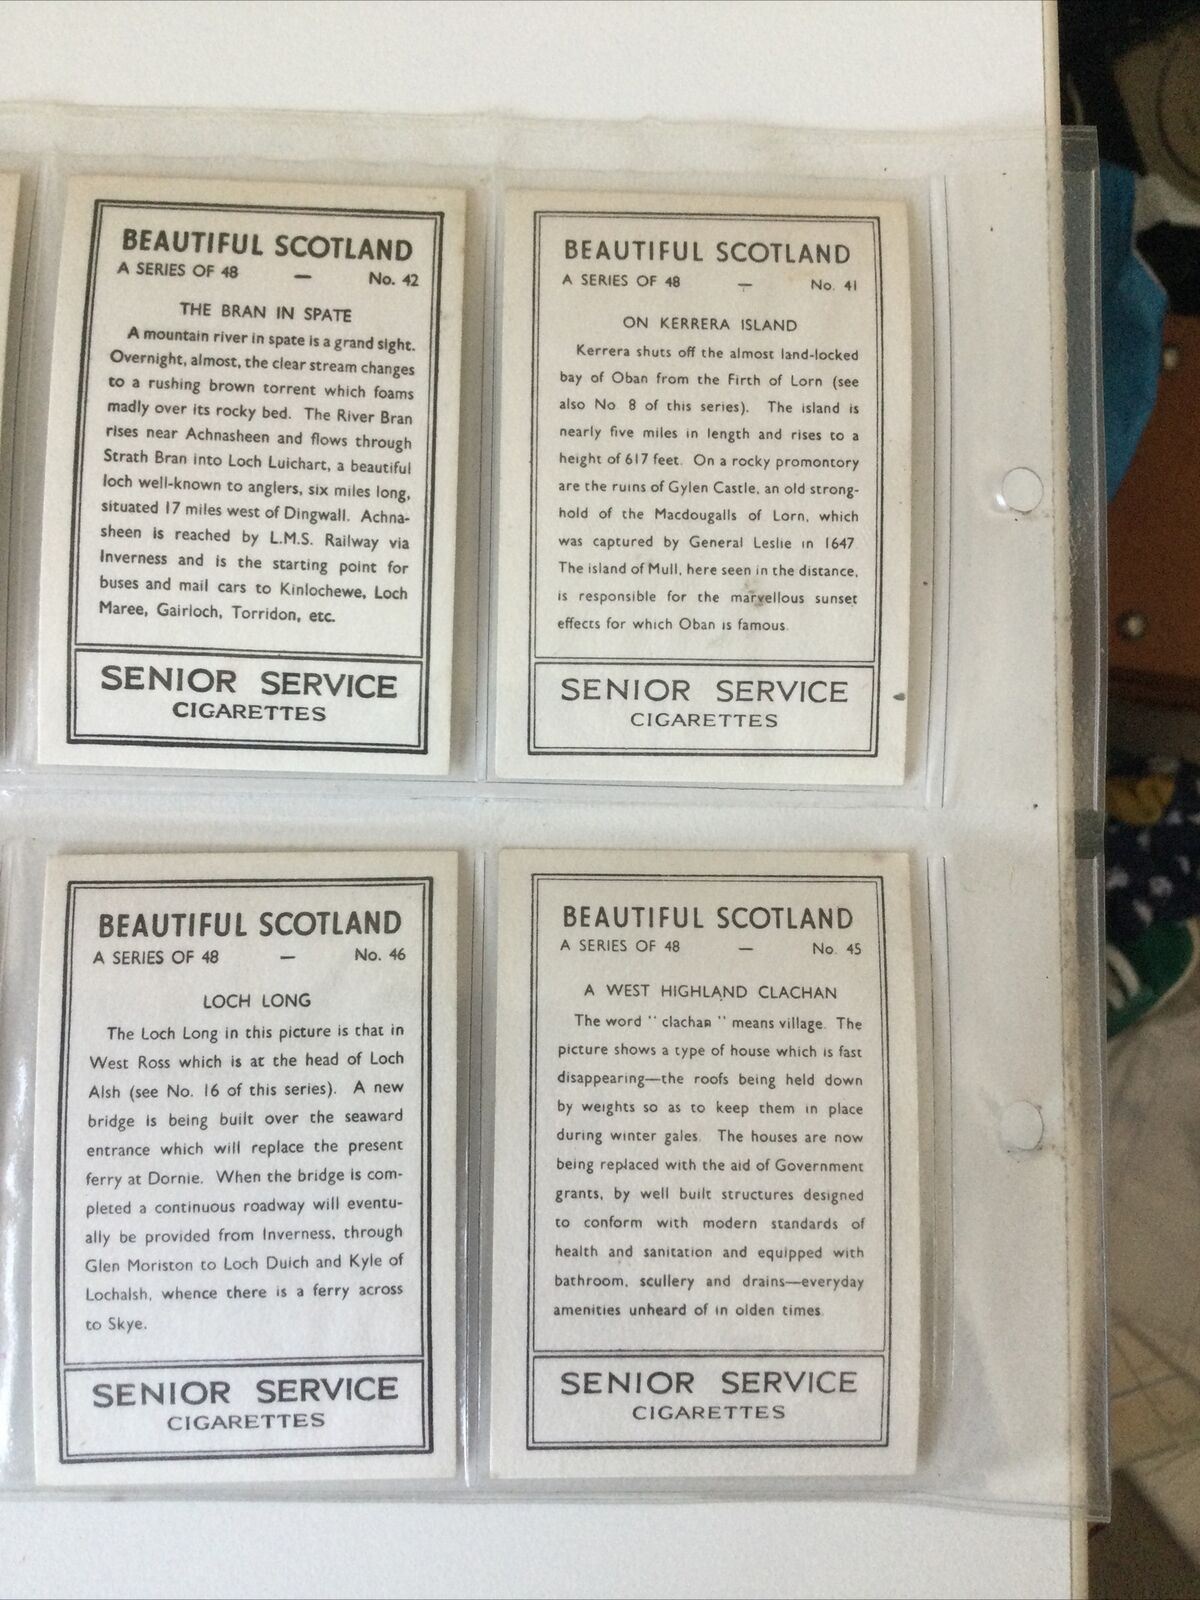 BEAUTIFUL SCOTLAND
A SERIES OF 48 — No. 42
THE BRAN IN SPATE
A mountain river in spate is a grand sight.
Overnight, almost, the clear stream changes
to a rushing brown torrent which foams
madly over its rocky bed. The River Bran
rises near Achnasheen and flows through
Strath Bran into Loch Luichart, a beautiful
loch well-known to anglers, six miles long,
situated 17 miles west of Dingwall. Achna-
sheen is reached by L.M.S. Railway via
Inverness and is the starting point for
buses and mail cars to Kinlochewe, Loch
Maree, Gairloch, Torridon, etc.
SENIOR SERVICE
CIGARETTES
BEAUTIFUL SCOTLAND
A SERIES OF 48 — No. 41
ON KERRERA ISLAND
Kerrera shuts off the almost land-locked
bay of Oban from the Firth of Lorn (see
also No. 8 of this series). The island is
nearly five miles in length and rises to a
height of 617 feet. On a rocky promontory
are the ruins of Gylen Castle, an old strong-
hold of the Macdougalls of Lorn, which
was captured by General Leslie in 1647.
The island of Mull, here seen in the distance,
is responsible for the marvellous sunset
effects for which Oban is famous.
SENIOR SERVICE
CIGARETTES
BEAUTIFUL SCOTLAND
A SERIES OF 48 — No. 46
LOCH LONG
The Loch Long in this picture is that in
West Ross which is at the head of Loch
Alsh (see No. 16 of this series). A new
bridge is being built over the seaward
entrance which will replace the present
ferry at Dornie. When the bridge is com-
pleted a continuous roadway will eventu-
ally be provided from Inverness, through
Glen Moriston to Loch Duich and Kyle of
Lochalsh, whence there is a ferry across
to Skye.
SENIOR SERVICE
CIGARETTES
BEAUTIFUL SCOTLAND
A SERIES OF 48 — No. 45
A WEST HIGHLAND CLACHAN
The word "clachan" means village. The
picture shows a type of house which is fast
disappearing—the roofs being held down
by weights so as to keep them in place
during winter gales. The houses are now
being replaced with the aid of Government
grants, by well built structures designed
to conform with modern standards of
health and sanitation and equipped with
bathroom, scullery and drains—everyday
amenities unheard of in olden times.
SENIOR SERVICE
CIGARETTES